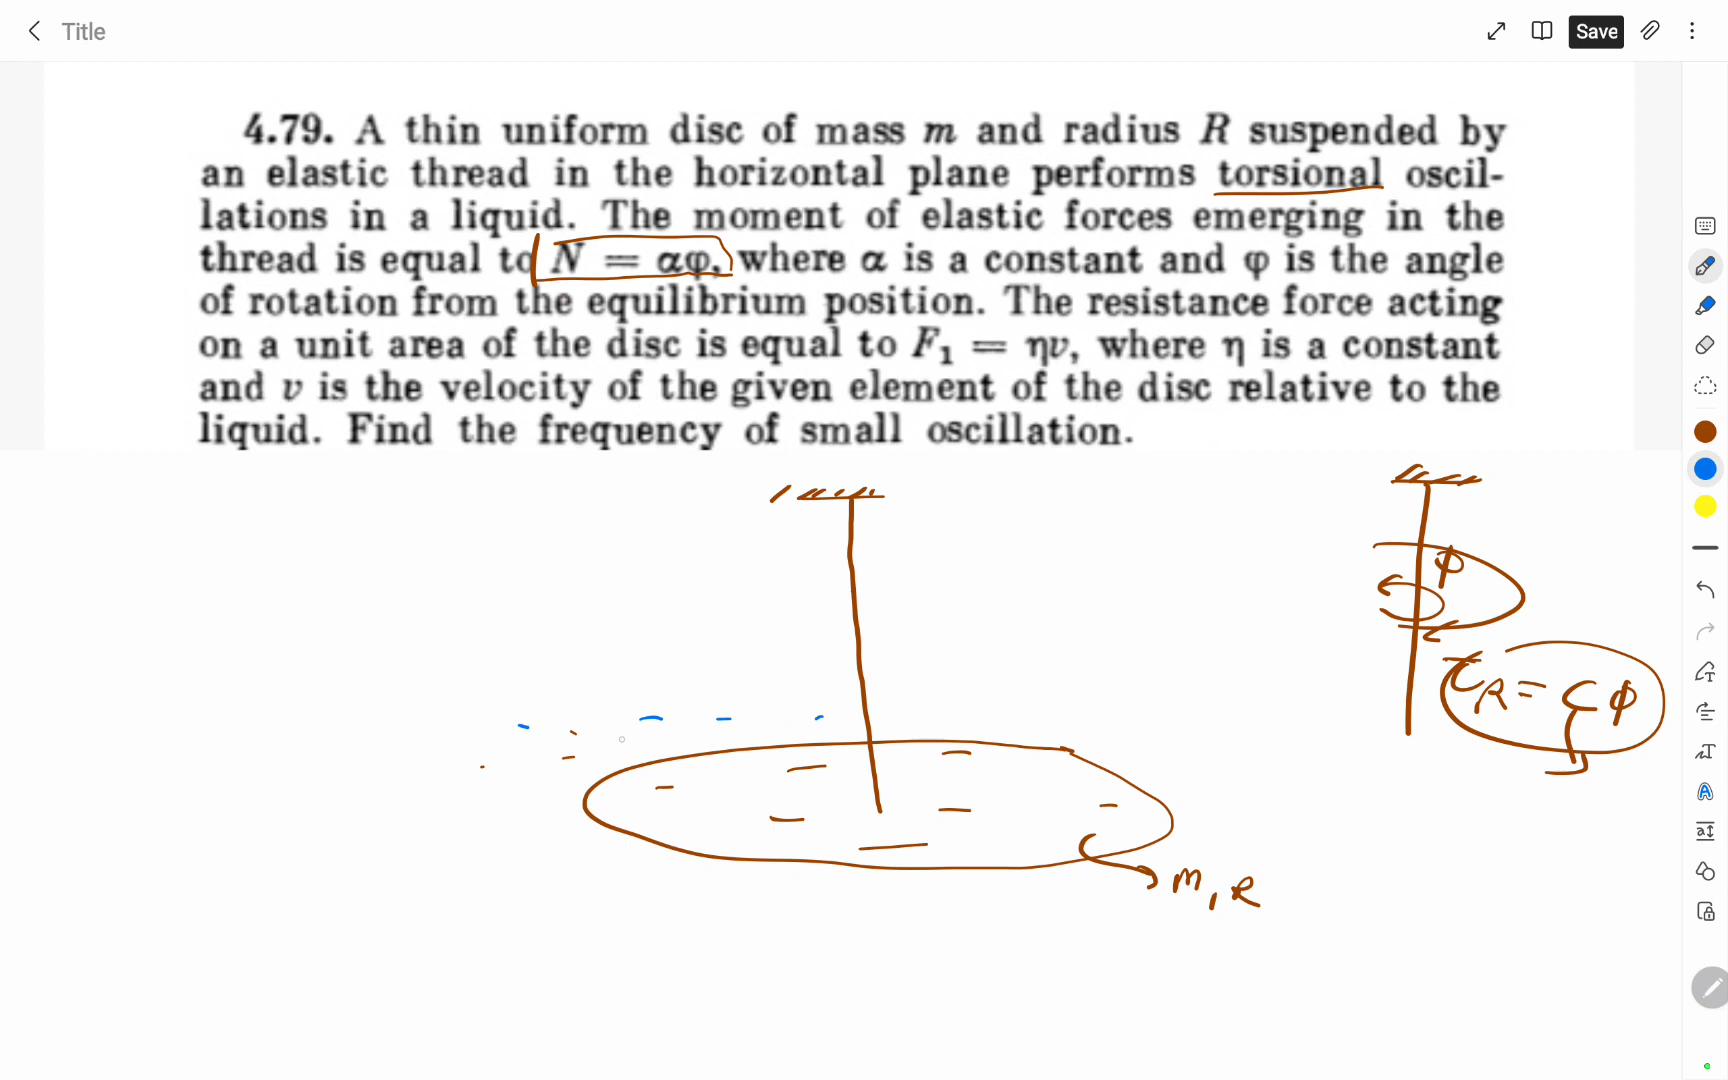 Title
Save
4.79. A thin uniform disc of mass m and radius R suspended by
an elastic thread in the horizontal plane performs torsional oscil-
lations in a liquid. The moment of elastic forces emerging in the
thread is equal to N = αφ, where α is a constant and φ is the angle
of rotation from the equilibrium position. The resistance force acting
on a unit area of the disc is equal to F₁ = ηv, where η is a constant
and v is the velocity of the given element of the disc relative to the
liquid. Find the frequency of small oscillation.
φ
τR = C φ
m, R